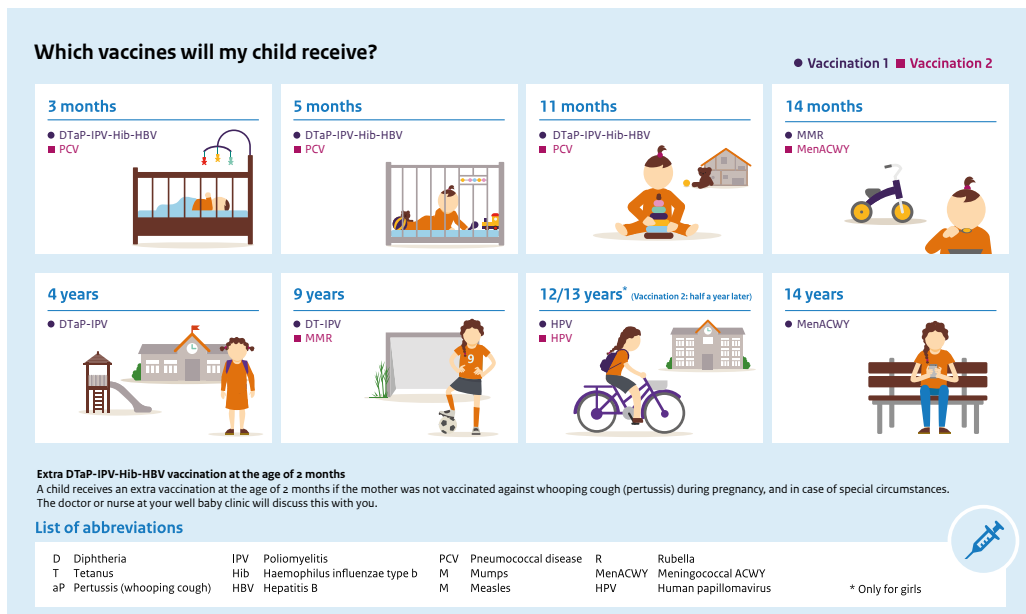 Which vaccines will my child receive?
Vaccination 1 Vaccination 2
3 months
DTaP-IPV-Hib-HBV
PCV
5 months
DTaP-IPV-Hib-HBV
PCV
11 months
DTaP-IPV-Hib-HBV
PCV
14 months
MMR
MenACWY
4 years
DTaP-IPV
9 years
DT-IPV
MMR
9
12/13 years* (Vaccination 2: half a year later)
HPV
HPV
14 years
MenACWY
Extra DTaP-IPV-Hib-HBV vaccination at the age of 2 months
A child receives an extra vaccination at the age of 2 months if the mother was not vaccinated against whooping cough (pertussis) during pregnancy, and in case of special circumstances.
The doctor or nurse at your well baby clinic will discuss this with you.
List of abbreviations
D Diphtheria IPV Poliomyelitis PCV Pneumococcal disease R Rubella
T Tetanus Hib Haemophilus influenzae type b M Mumps MenACWY Meningococcal ACWY
aP Pertussis (whooping cough) HBV Hepatitis B M Measles HPV Human papillomavirus * Only for girls